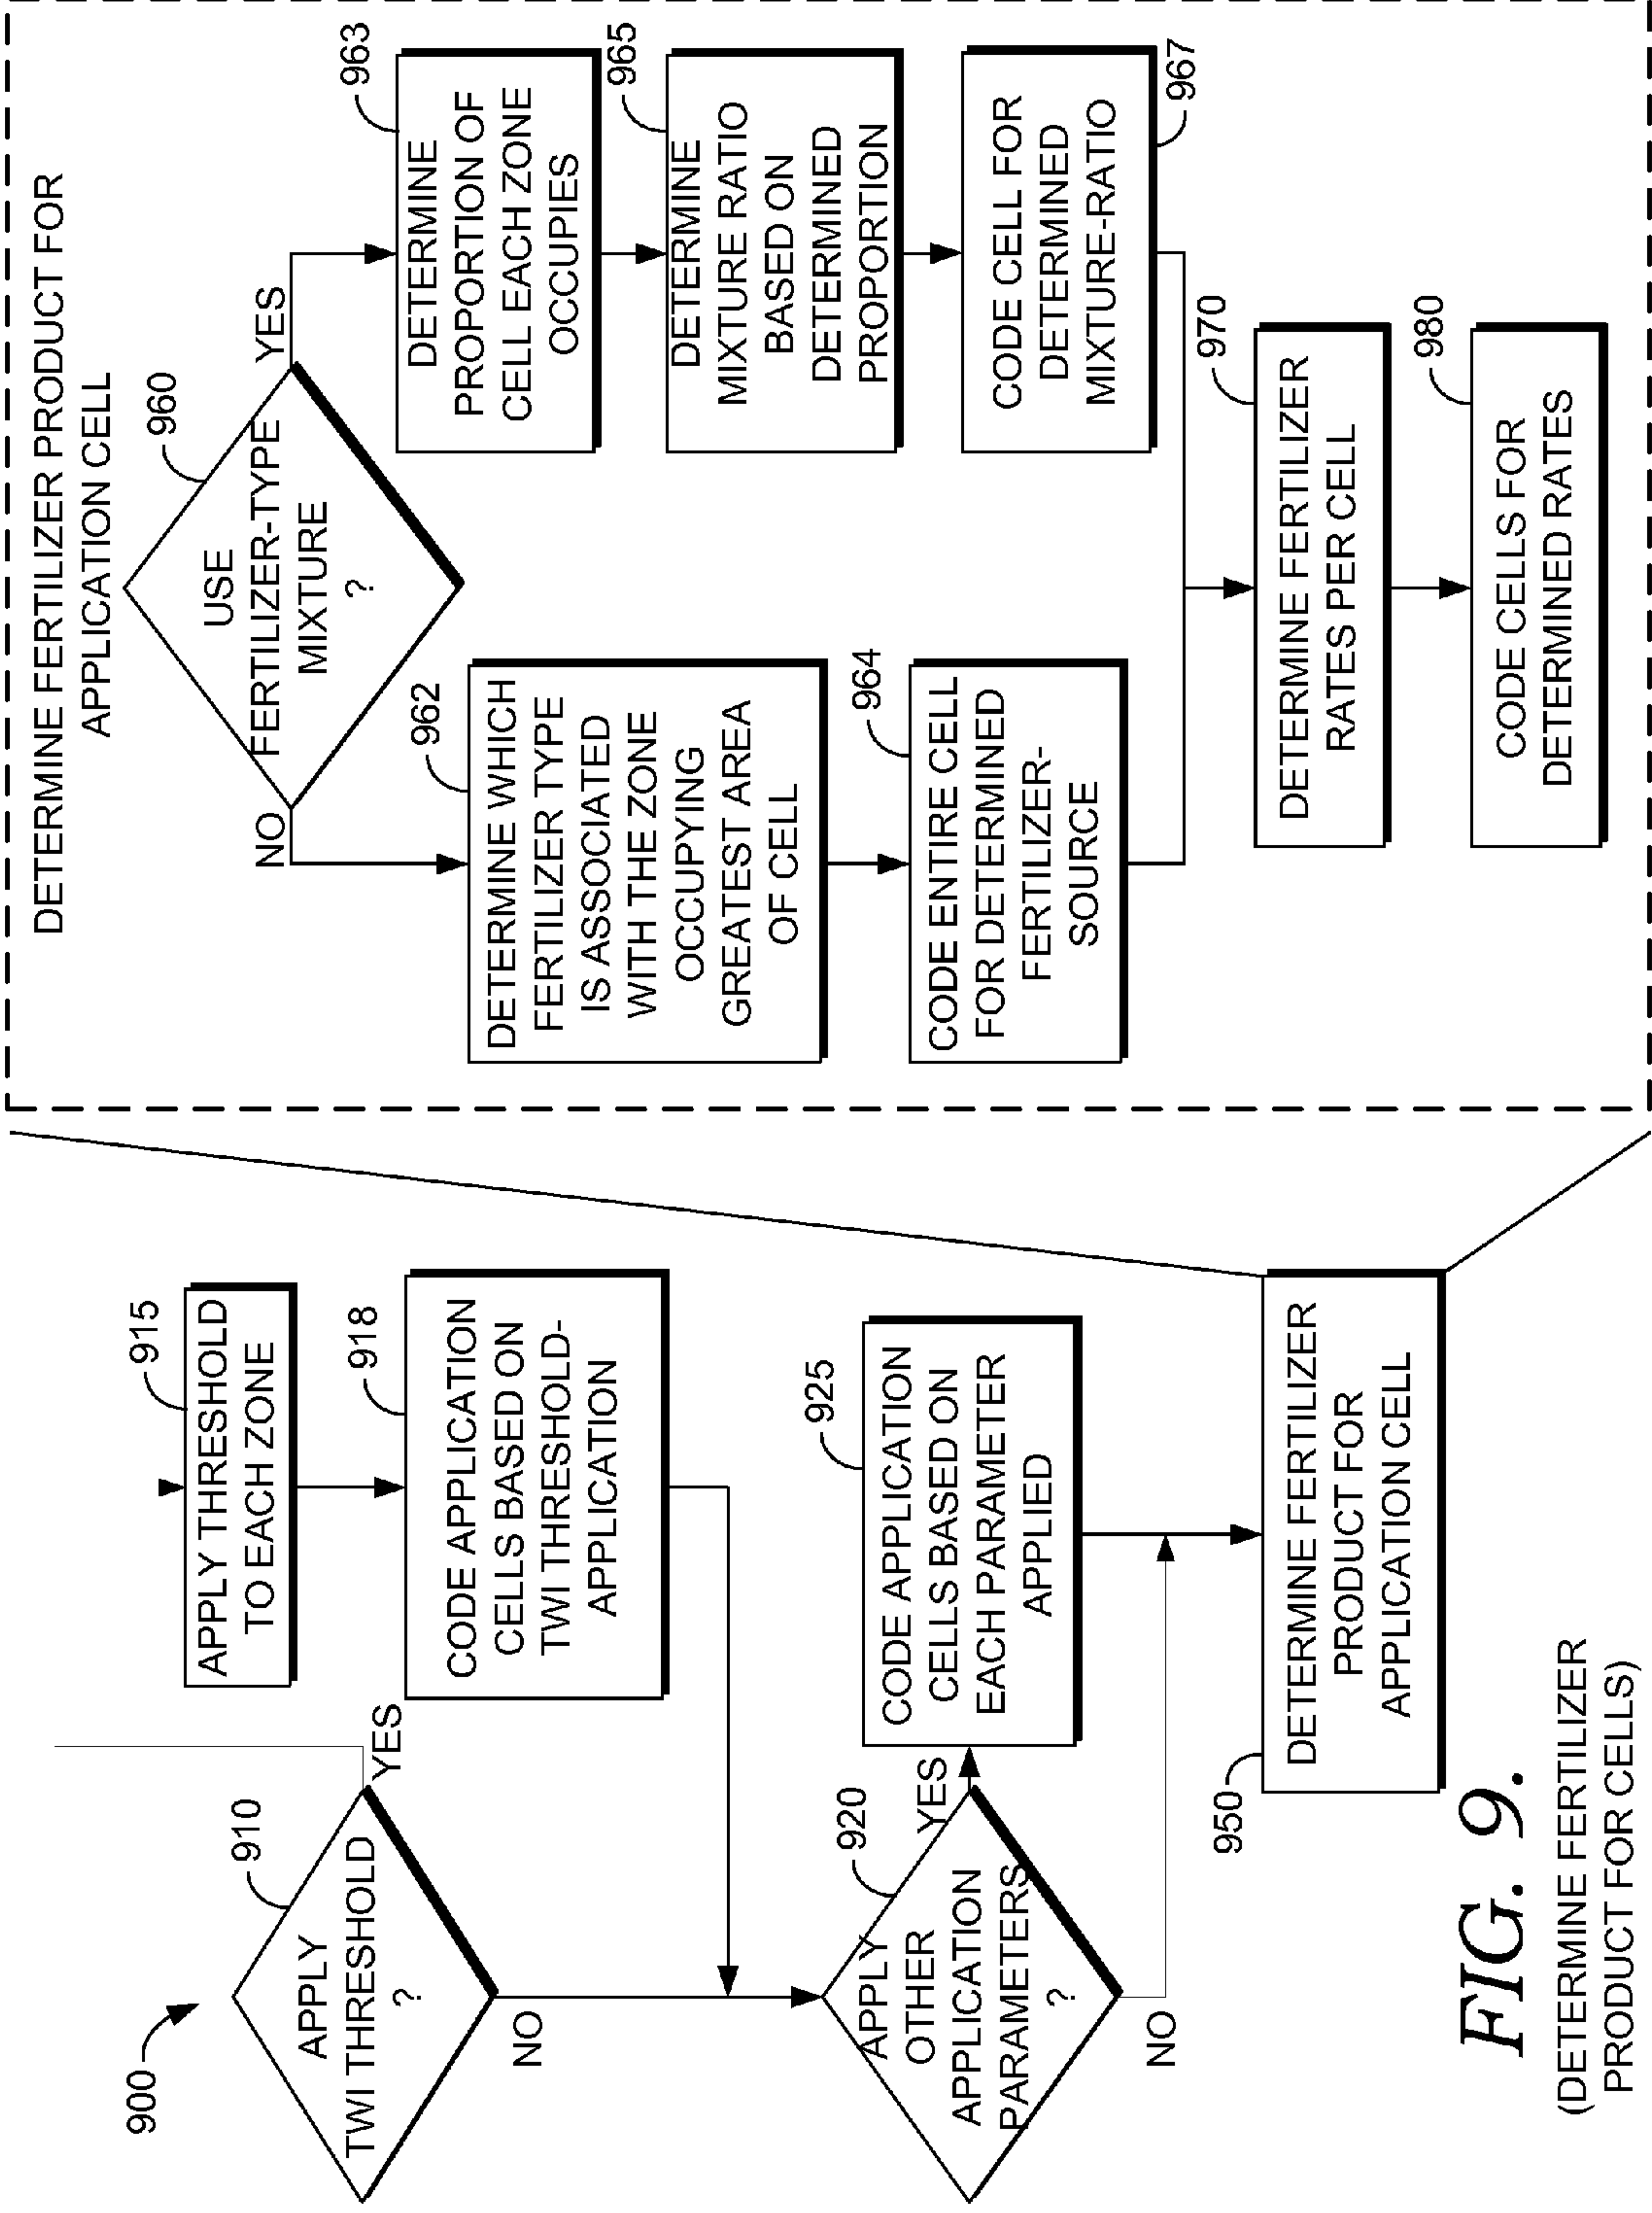 900
910
APPLY
TWI THRESHOLD
?
YES
NO
915
APPLY THRESHOLD
TO EACH ZONE
918
CODE APPLICATION
CELLS BASED ON
TWI THRESHOLD-
APPLICATION
920
APPLY
OTHER
APPLICATION
PARAMETERS
?
YES
NO
925
CODE APPLICATION
CELLS BASED ON
EACH PARAMETER
APPLIED
950
DETERMINE FERTILIZER
PRODUCT FOR
APPLICATION CELL
FIG. 9.
(DETERMINE FERTILIZER
PRODUCT FOR CELLS)
DETERMINE FERTILIZER PRODUCT FOR
APPLICATION CELL
960
USE
FERTILIZER-TYPE
MIXTURE
?
NO
YES
962
DETERMINE WHICH
FERTILIZER TYPE
IS ASSOCIATED
WITH THE ZONE
OCCUPYING
GREATEST AREA
OF CELL
964
CODE ENTIRE CELL
FOR DETERMINED
FERTILIZER-
SOURCE
963
DETERMINE
PROPORTION OF
CELL EACH ZONE
OCCUPIES
965
DETERMINE
MIXTURE RATIO
BASED ON
DETERMINED
PROPORTION
CODE CELL FOR
DETERMINED
MIXTURE-RATIO
967
970
DETERMINE FERTILIZER
RATES PER CELL
980
CODE CELLS FOR
DETERMINED RATES